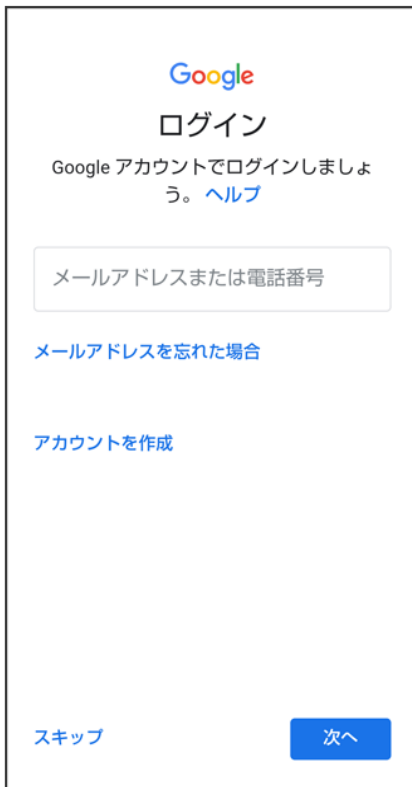 Google
ログイン
Google アカウントでログインしましょ
う。 ヘルプ
メールアドレスまたは電話番号
メールアドレスを忘れた場合
アカウントを作成
スキップ
次へ